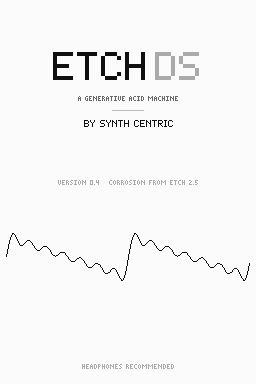 ETCH DS
A GENERATIVE ACID MACHINE
BY SYNTH CENTRIC
VERSION 0.4 CORROSION FROM ETCH 2.5
HEADPHONES RECOMMENDED